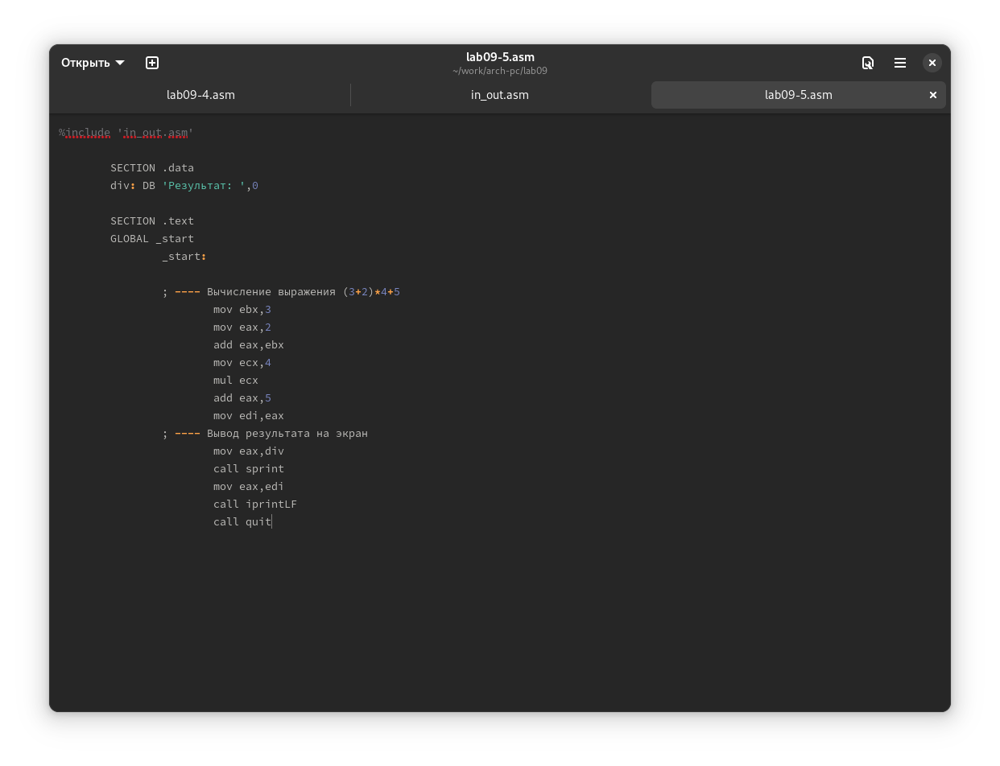 Открыть
lab09-5.asm
~/work/arch-pc/lab09
lab09-4.asm
in_out.asm
lab09-5.asm
%include 'in_out.asm'
SECTION .data
div: DB 'Результат: ',0
SECTION .text
GLOBAL _start
_start:
; ---- Вычисление выражения (3+2)*4+5
mov ebx,3
mov eax,2
add eax,ebx
mov ecx,4
mul ecx
add eax,5
mov edi,eax
; ---- Вывод результата на экран
mov eax,div
call sprint
mov eax,edi
call iprintLF
call quit